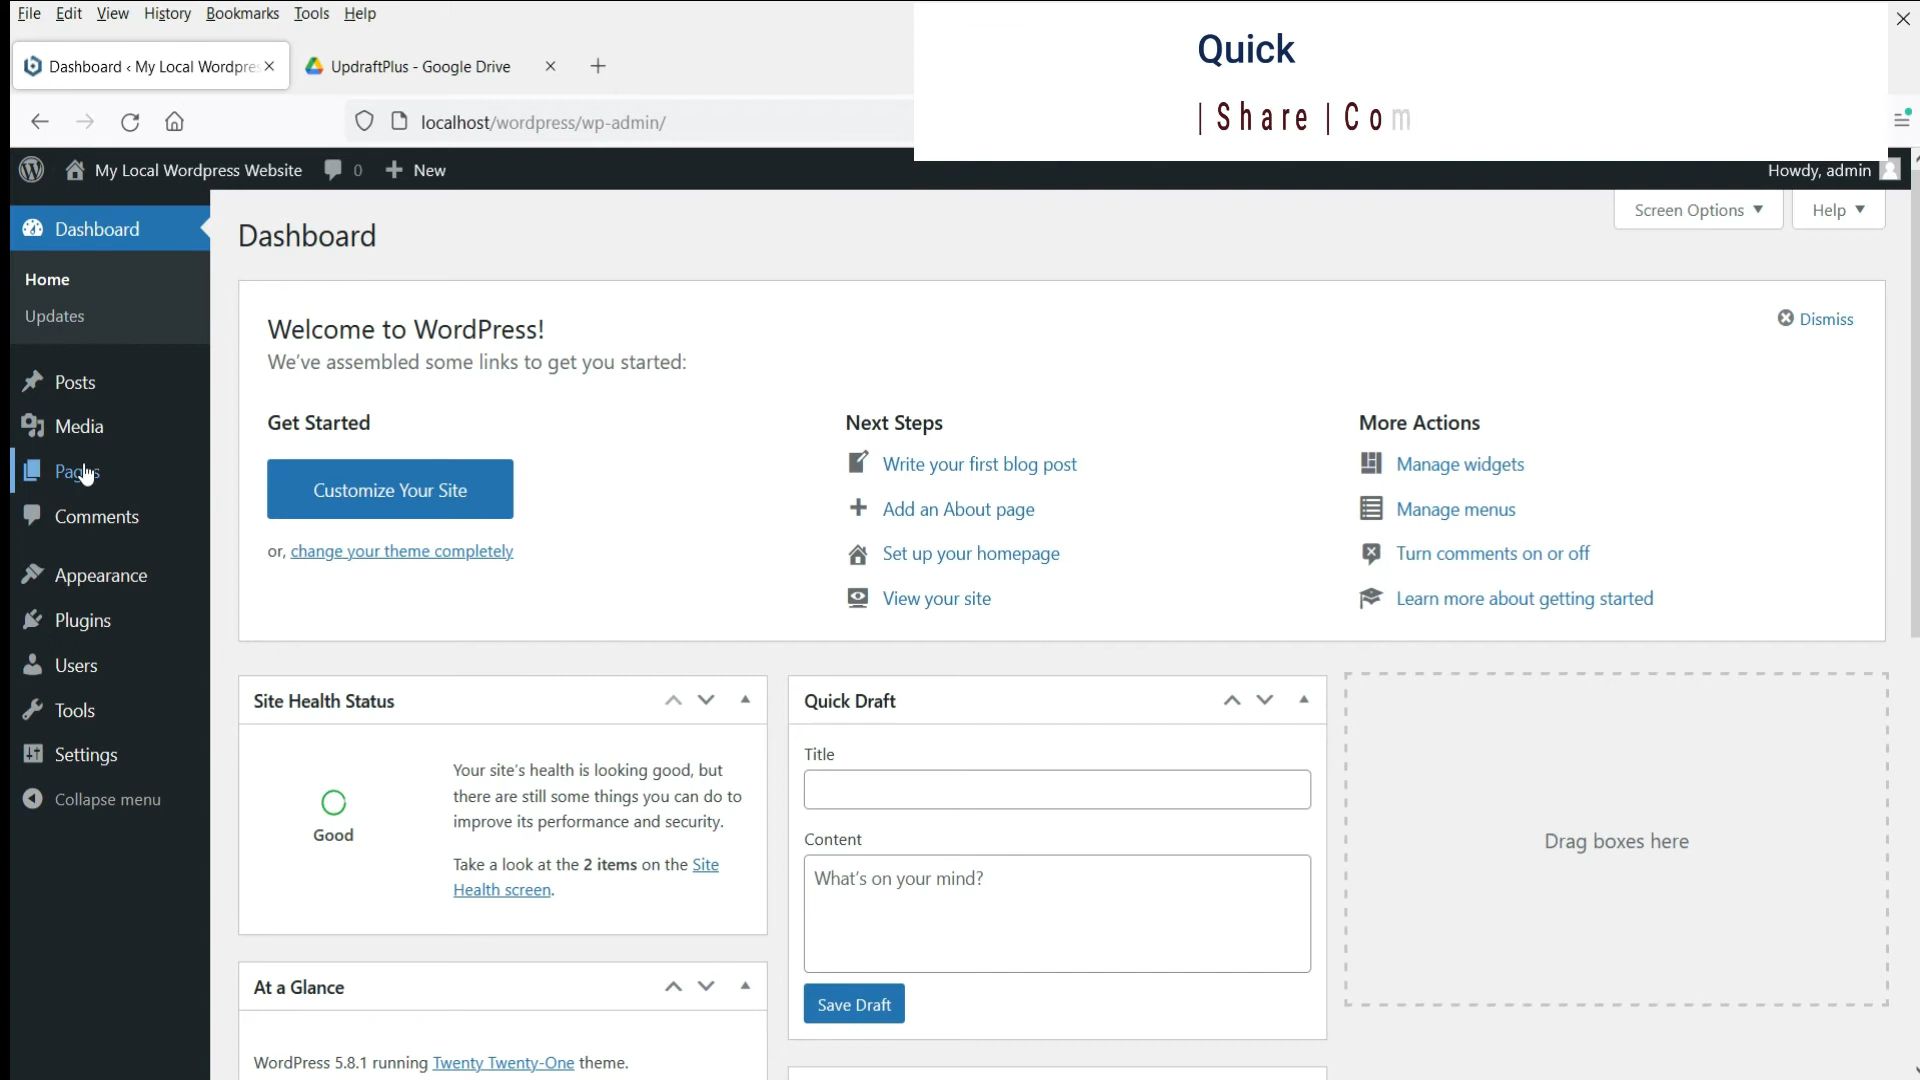 File Edit View History Bookmarks Tools Help
Quick
Dashboard ‹ My Local Wordpre
UpdraftPlus - Google Drive
| Share | Com
localhost/wordpress/wp-admin/
My Local Wordpress Website 0 New
Howdy, admin
Dashboard
Home
Updates
Posts
Media
Pages
Comments
Appearance
Plugins
Users
Tools
Settings
Collapse menu
Screen Options Help
Dashboard
Welcome to WordPress!
Dismiss
We've assembled some links to get you started:
Get Started
Customize Your Site
or, change your theme completely
Next Steps
Write your first blog post
Add an About page
Set up your homepage
View your site
More Actions
Manage widgets
Manage menus
Turn comments on or off
Learn more about getting started
Site Health Status
Good
Your site's health is looking good, but
there are still some things you can do to
improve its performance and security.
Take a look at the 2 items on the Site
Health screen.
At a Glance
WordPress 5.8.1 running Twenty Twenty-One theme.
Quick Draft
Title
Content
What's on your mind?
Save Draft
Drag boxes here